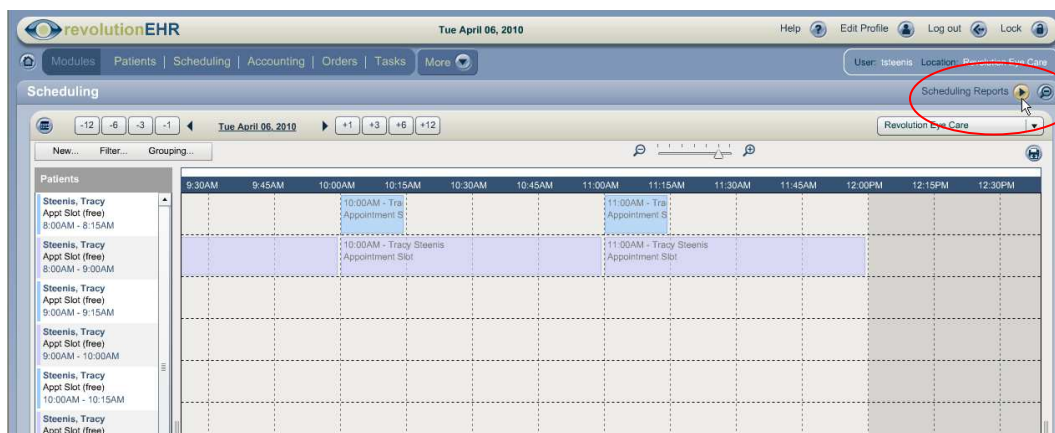 revolutionEHR Tue April 06, 2010 Help ? Edit Profile Log out Lock
Modules Patients | Scheduling | Accounting | Orders | Tasks More User: tsteenis Location: Revolution Eye Care
Scheduling Scheduling Reports
-12 -6 -3 -1 Tue April 06, 2010 +1 +3 +6 +12 Revolution Eye Care
New... Filter... Grouping...
Patients 9:30AM 9:45AM 10:00AM 10:15AM 10:30AM 10:45AM 11:00AM 11:15AM 11:30AM 11:45AM 12:00PM 12:15PM 12:30PM
Steenis, Tracy 10:00AM - Tra 11:00AM - Tra
Appt Slot (free) Appointment S Appointment S
8:00AM - 8:15AM
Steenis, Tracy 10:00AM - Tracy Steenis 11:00AM - Tracy Steenis
Appt Slot (free) Appointment Slot Appointment Slot
8:00AM - 9:00AM
Steenis, Tracy
Appt Slot (free)
9:00AM - 9:15AM
Steenis, Tracy
Appt Slot (free)
9:00AM - 10:00AM
Steenis, Tracy
Appt Slot (free)
10:00AM - 10:15AM
Steenis, Tracy
Appt Slot (free)